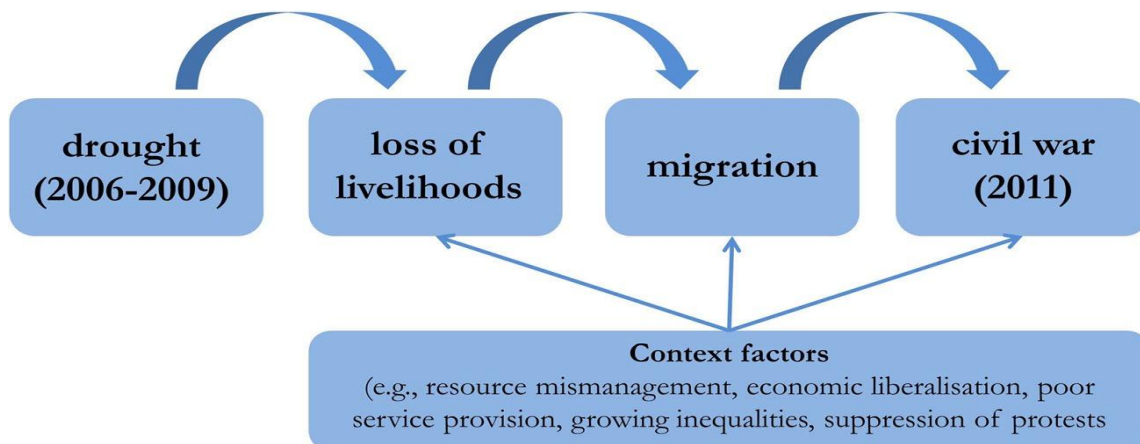 drought
(2006-2009)
loss of
livelihoods
migration
civil war
(2011)
Context factors
(e.g., resource mismanagement, economic liberalisation, poor
service provision, growing inequalities, suppression of protests